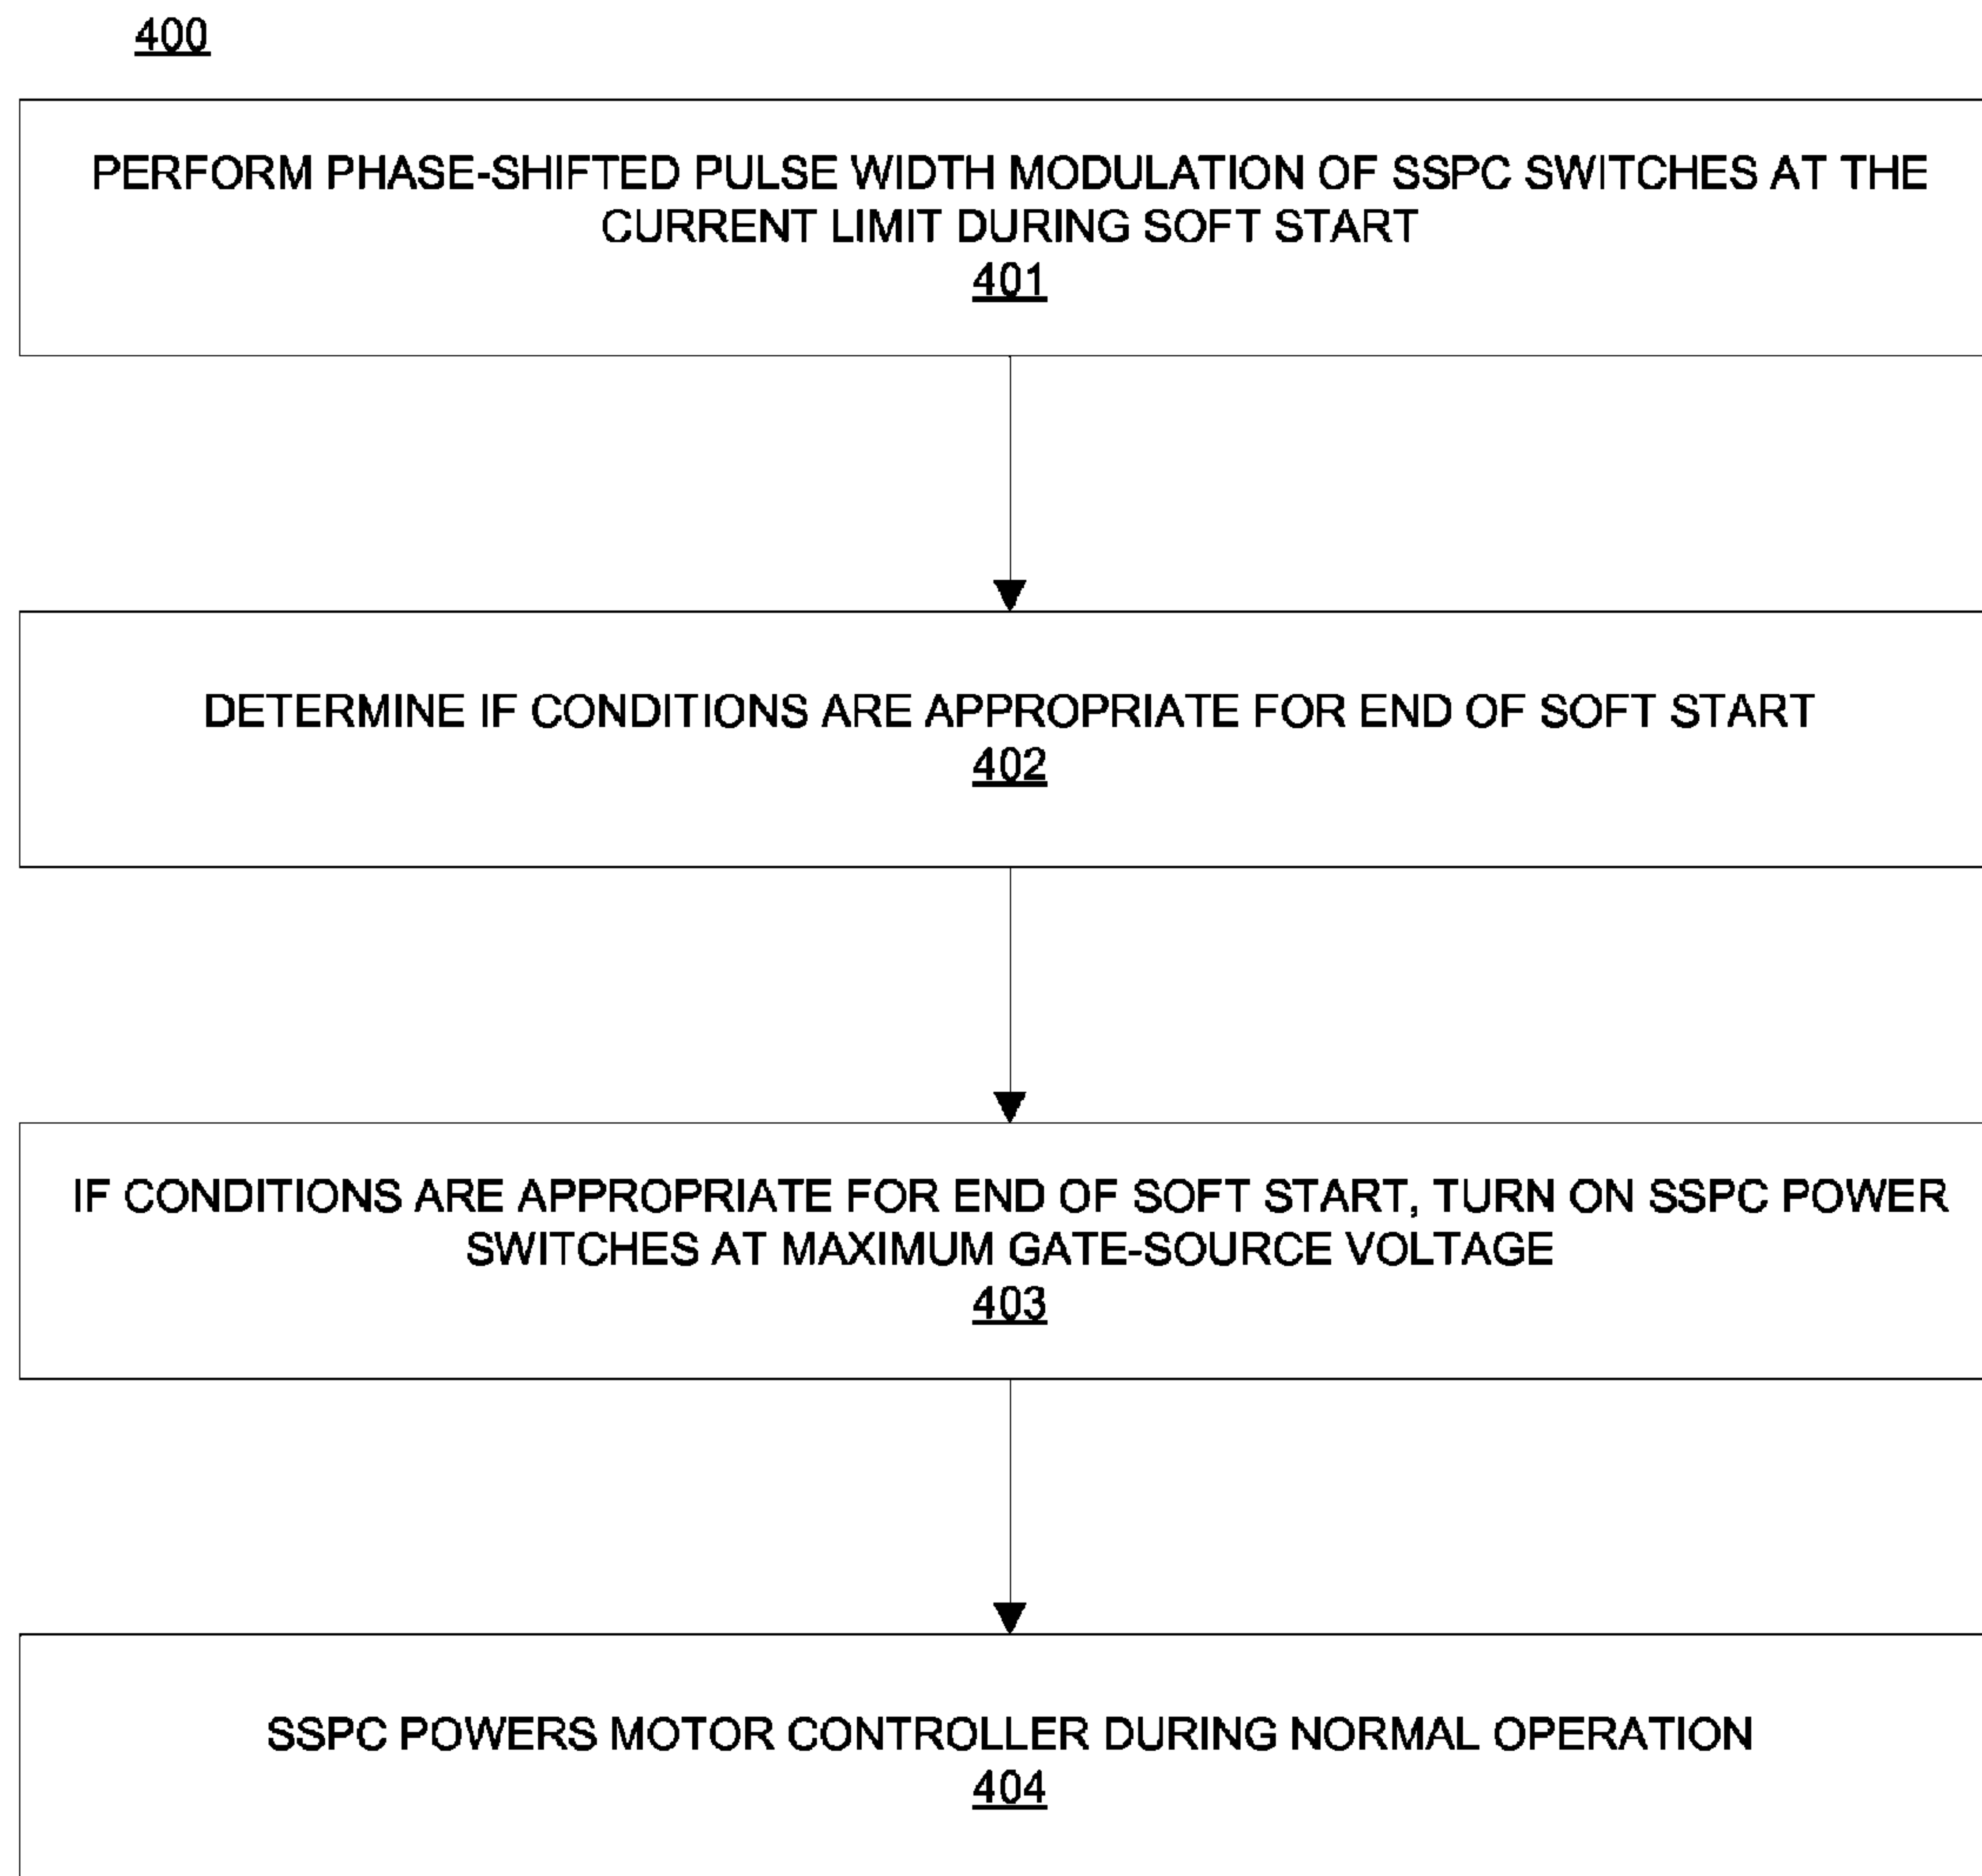 400
PERFORM PHASE-SHIFTED PULSE WIDTH MODULATION OF SSPC SWITCHES AT THE
CURRENT LIMIT DURING SOFT START
401
DETERMINE IF CONDITIONS ARE APPROPRIATE FOR END OF SOFT START
402
IF CONDITIONS ARE APPROPRIATE FOR END OF SOFT START, TURN ON SSPC POWER
SWITCHES AT MAXIMUM GATE-SOURCE VOLTAGE
403
SSPC POWERS MOTOR CONTROLLER DURING NORMAL OPERATION
404